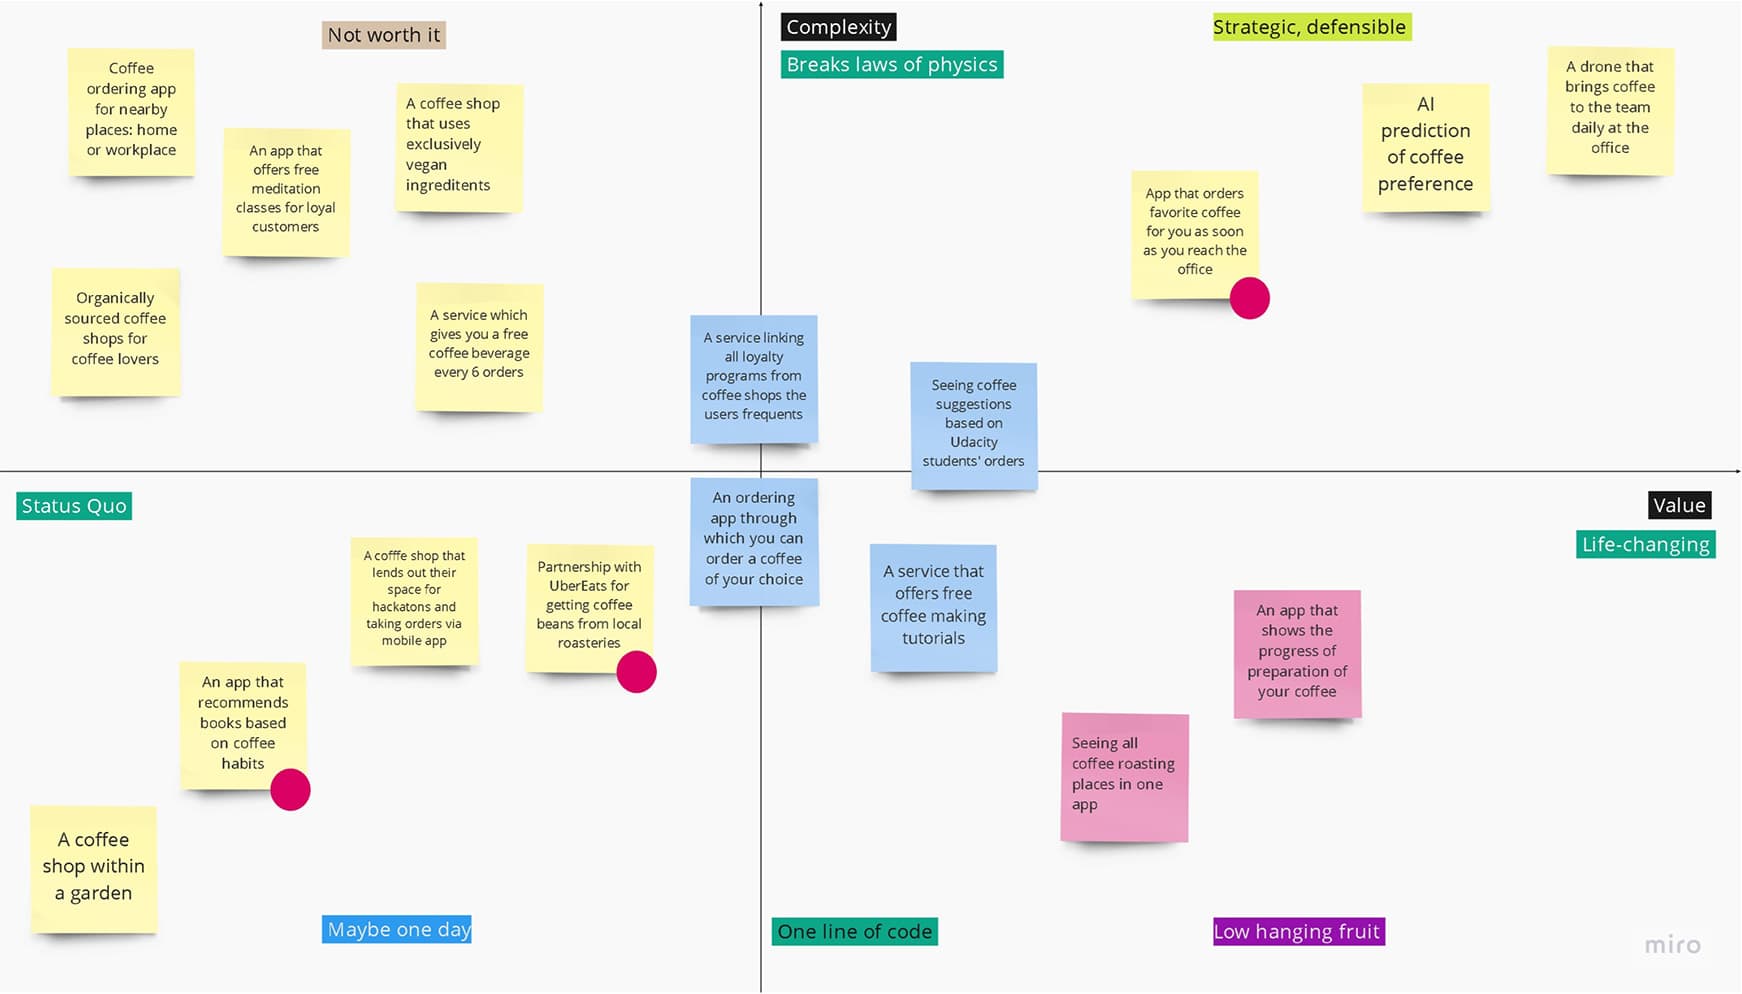 Not worth it
Complexity
Breaks laws of physics
Strategic, defensible
Coffee
ordering app
for nearby
places: home
or workplace
An app that
offers free
meditation
classes for loyal
customers
A coffee shop
that uses
exclusively
vegan
ingreditents
Organically
sourced coffee
shops for
coffee lovers
A service which
gives you a free
coffee beverage
every 6 orders
A service linking
all loyalty
programs from
coffee shops the
users frequents
Seeing coffee
suggestions
based on
Udacity
students' orders
App that orders
favorite coffee
for you as soon
as you reach the
office
AI
prediction
of coffee
preference
A drone that
brings coffee
to the team
daily at the
office
Status Quo
Value
Life-changing
A cofffe shop that
lends out their
space for
hackatons and
taking orders via
mobile app
Partnership with
UberEats for
getting coffee
beans from local
roasteries
An ordering
app through
which you can
order a coffee
of your choice
A service that
offers free
coffee making
tutorials
An app that
shows the
progress of
preparation of
your coffee
An app that
recommends
books based
on coffee
habits
Seeing all
coffee roasting
places in one
app
A coffee
shop within
a garden
Maybe one day
One line of code
Low hanging fruit
miro